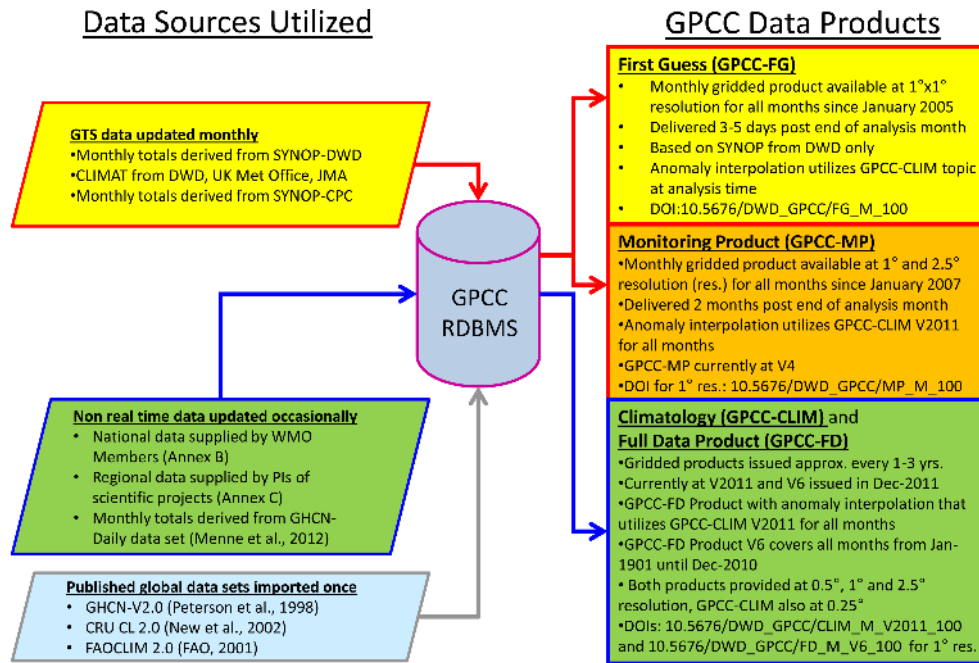 Data Sources Utilized
GPCC Data Products
GTS data updated monthly
•Monthly totals derived from SYNOP-DWD
•CLIMAT from DWD, UK Met Office, JMA
•Monthly totals derived from SYNOP-CPC
Non real time data updated occasionally
• National data supplied by WMO
Members (Annex B)
• Regional data supplied by PIs of
scientific projects (Annex C)
• Monthly totals derived from GHCN-
Daily data set (Menne et al., 2012)
Published global data sets imported once
• GHCN-V2.0 (Peterson et al., 1998)
• CRU CL 2.0 (New et al., 2002)
• FAOCLIM 2.0 (FAO, 2001)
GPCC
RDBMS
First Guess (GPCC-FG)
• Monthly gridded product available at 1°x1°
resolution for all months since January 2005
• Delivered 3-5 days post end of analysis month
• Based on SYNOP from DWD only
• Anomaly interpolation utilizes GPCC-CLIM topic
at analysis time
• DOI:10.5676/DWD_GPCC/FG_M_100
Monitoring Product (GPCC-MP)
•Monthly gridded product available at 1° and 2.5°
resolution (res.) for all months since January 2007
•Delivered 2 months post end of analysis month
•Anomaly interpolation utilizes GPCC-CLIM V2011
for all months
•GPCC-MP currently at V4
•DOI for 1° res.: 10.5676/DWD_GPCC/MP_M_100
Climatology (GPCC-CLIM) and
Full Data Product (GPCC-FD)
•Gridded products issued approx. every 1-3 yrs.
•Currently at V2011 and V6 issued in Dec-2011
•GPCC-FD Product with anomaly interpolation that
utilizes GPCC-CLIM V2011 for all months
•GPCC-FD Product V6 covers all months from Jan-
1901 until Dec-2010
• Both products provided at 0.5°, 1° and 2.5°
resolution, GPCC-CLIM also at 0.25°
•DOIs: 10.5676/DWD_GPCC/CLIM_M_V2011_100
and 10.5676/DWD_GPCC/FD_M_V6_100 for 1° res.